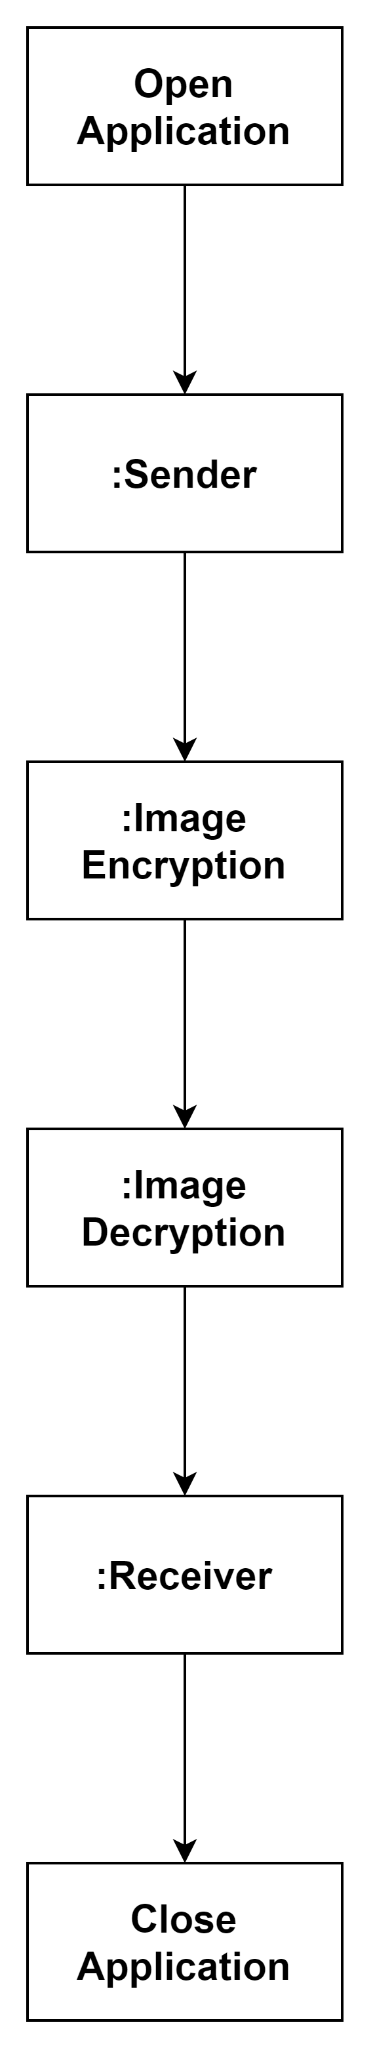 Open
Application
:Sender
:Image
Encryption
:Image
Decryption
:Receiver
Close
Application